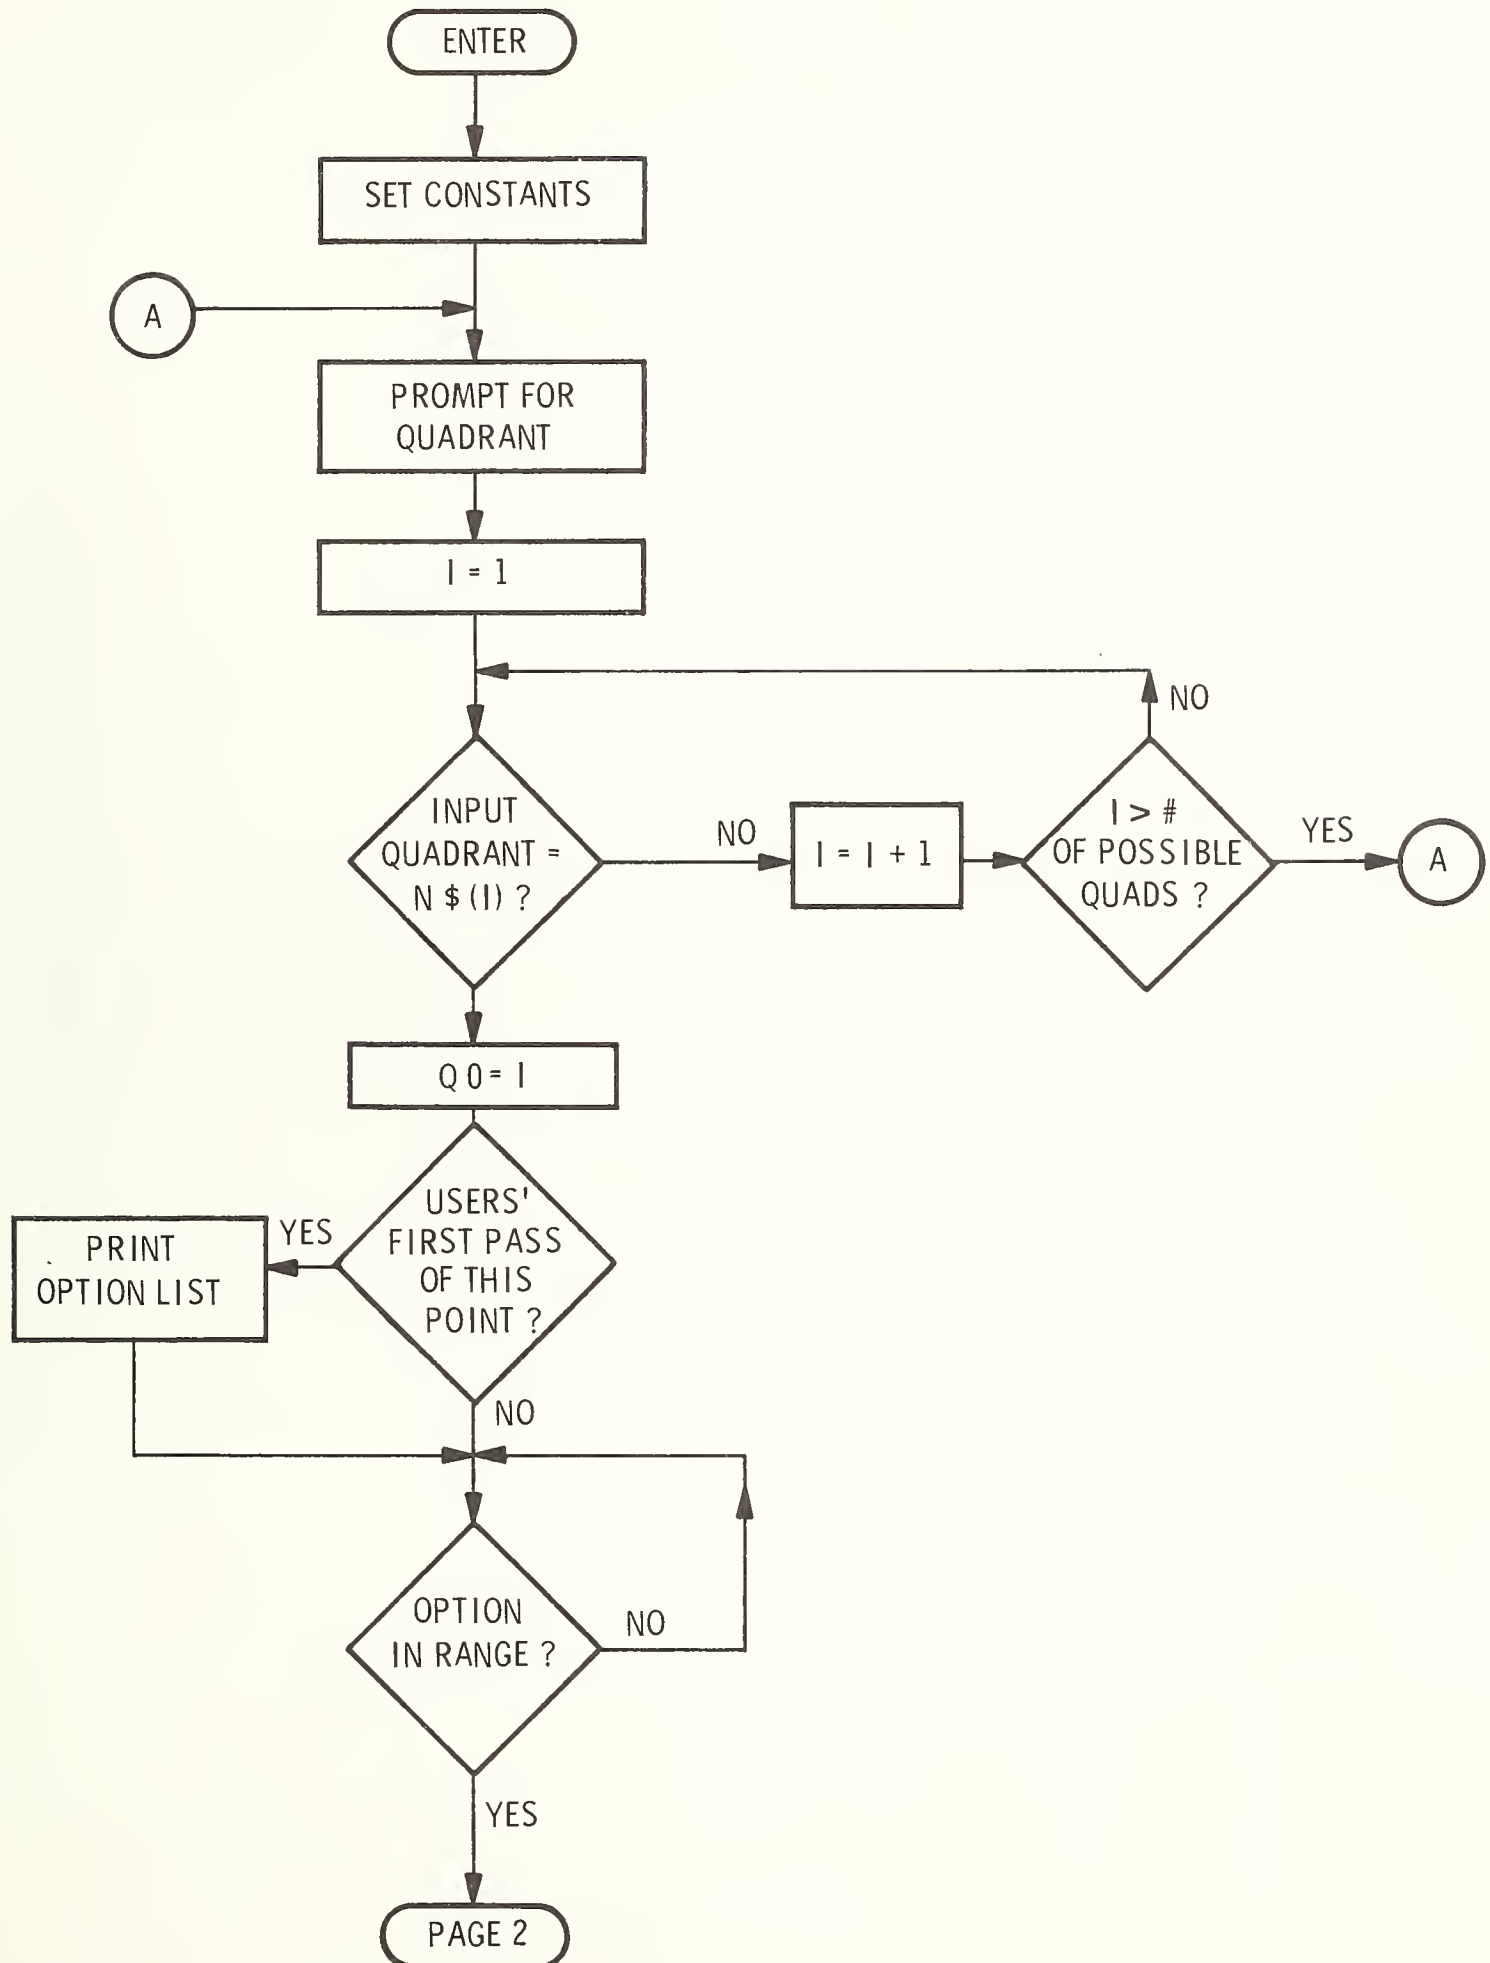 ENTER
SET CONSTANTS
A
PROMPT FOR
QUADRANT
I = 1
NO
INPUT
QUADRANT =
N $ (I) ?
NO
I = I + 1
I > #
OF POSSIBLE
QUADS ?
YES
A
Q 0 = I
USERS'
FIRST PASS
OF THIS
POINT ?
YES
PRINT
OPTION LIST
NO
OPTION
IN RANGE ?
NO
YES
PAGE 2